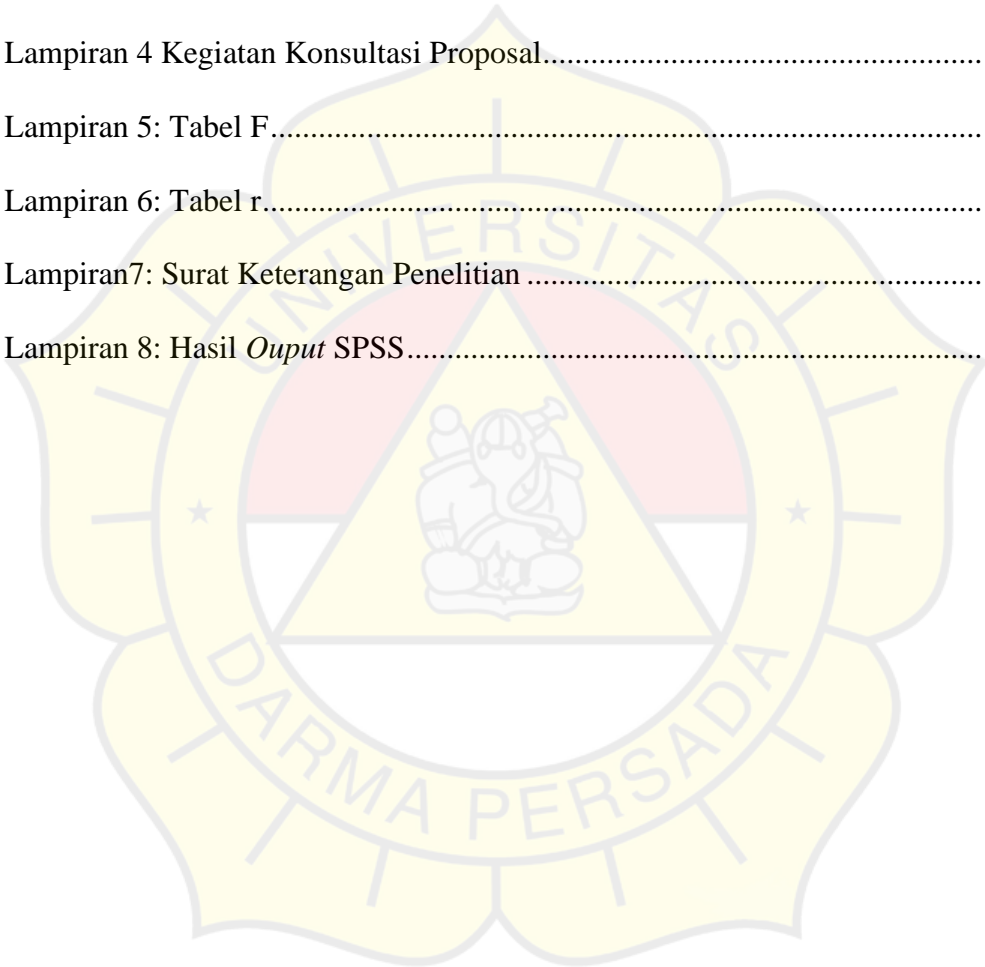 Lampiran 4 Kegiatan Konsultasi Proposal.......................................................
Lampiran 5: Tabel F.........................................................................................
Lampiran 6: Tabel r..........................................................................................
Lampiran7: Surat Keterangan Penelitian .........................................................
Lampiran 8: Hasil Ouput SPSS........................................................................
UNIVERSITAS
DARMA PERSADA